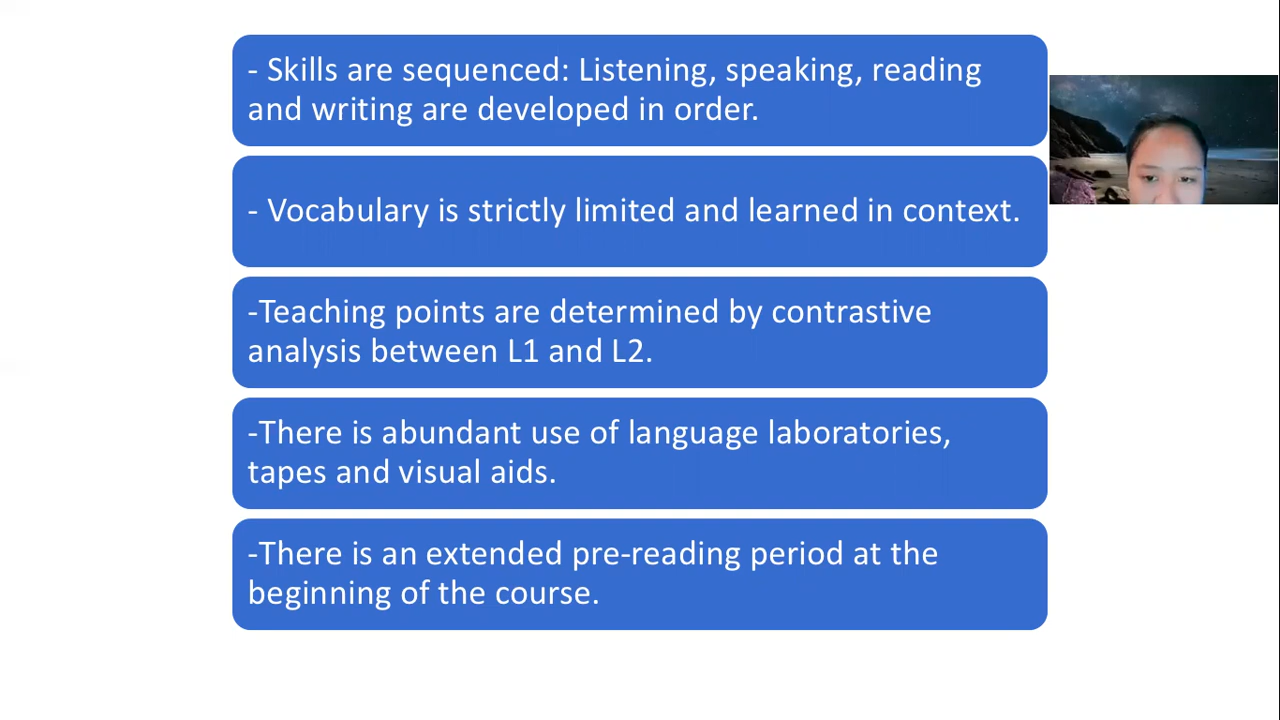 - Skills are sequenced: Listening, speaking, reading
and writing are developed in order.
- Vocabulary is strictly limited and learned in context.
-Teaching points are determined by contrastive
analysis between L1 and L2.
-There is abundant use of language laboratories,
tapes and visual aids.
-There is an extended pre-reading period at the
beginning of the course.